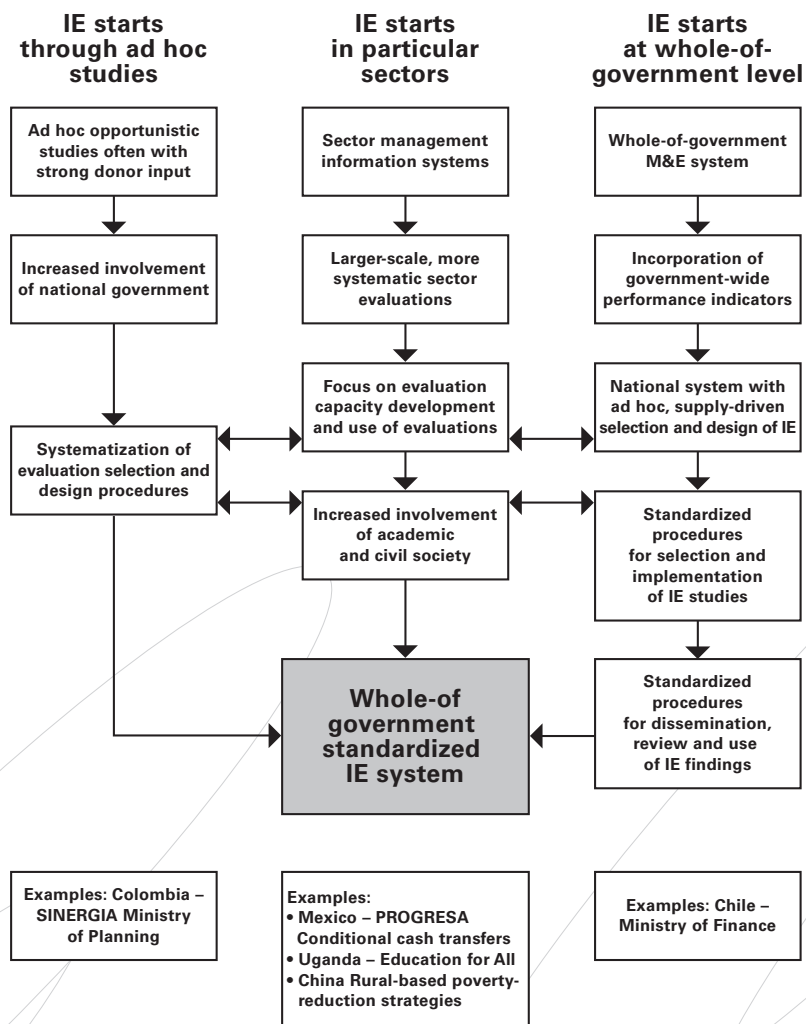 IE starts
through ad hoc
studies
IE starts
in particular
sectors
IE starts
at whole-of-
government level
Ad hoc opportunistic
studies often with
strong donor input
Sector management
information systems
Whole-of-government
M&E system
Increased involvement
of national government
Larger-scale, more
systematic sector
evaluations
Incorporation of
government-wide
performance indicators
Focus on evaluation
capacity development
and use of evaluations
National system with
ad hoc, supply-driven
selection and design of IE
Systematization of
evaluation selection and
design procedures
Increased involvement
of academic
and civil society
Standardized
procedures
for selection and
implementation
of IE studies
Whole-of
government
standardized
IE system
Standardized
procedures
for dissemination,
review and use
of IE findings
Examples: Colombia –
SINERGIA Ministry
of Planning
Examples:
• Mexico – PROGRESA
Conditional cash transfers
• Uganda – Education for All
• China Rural-based poverty-
reduction strategies
Examples: Chile –
Ministry of Finance